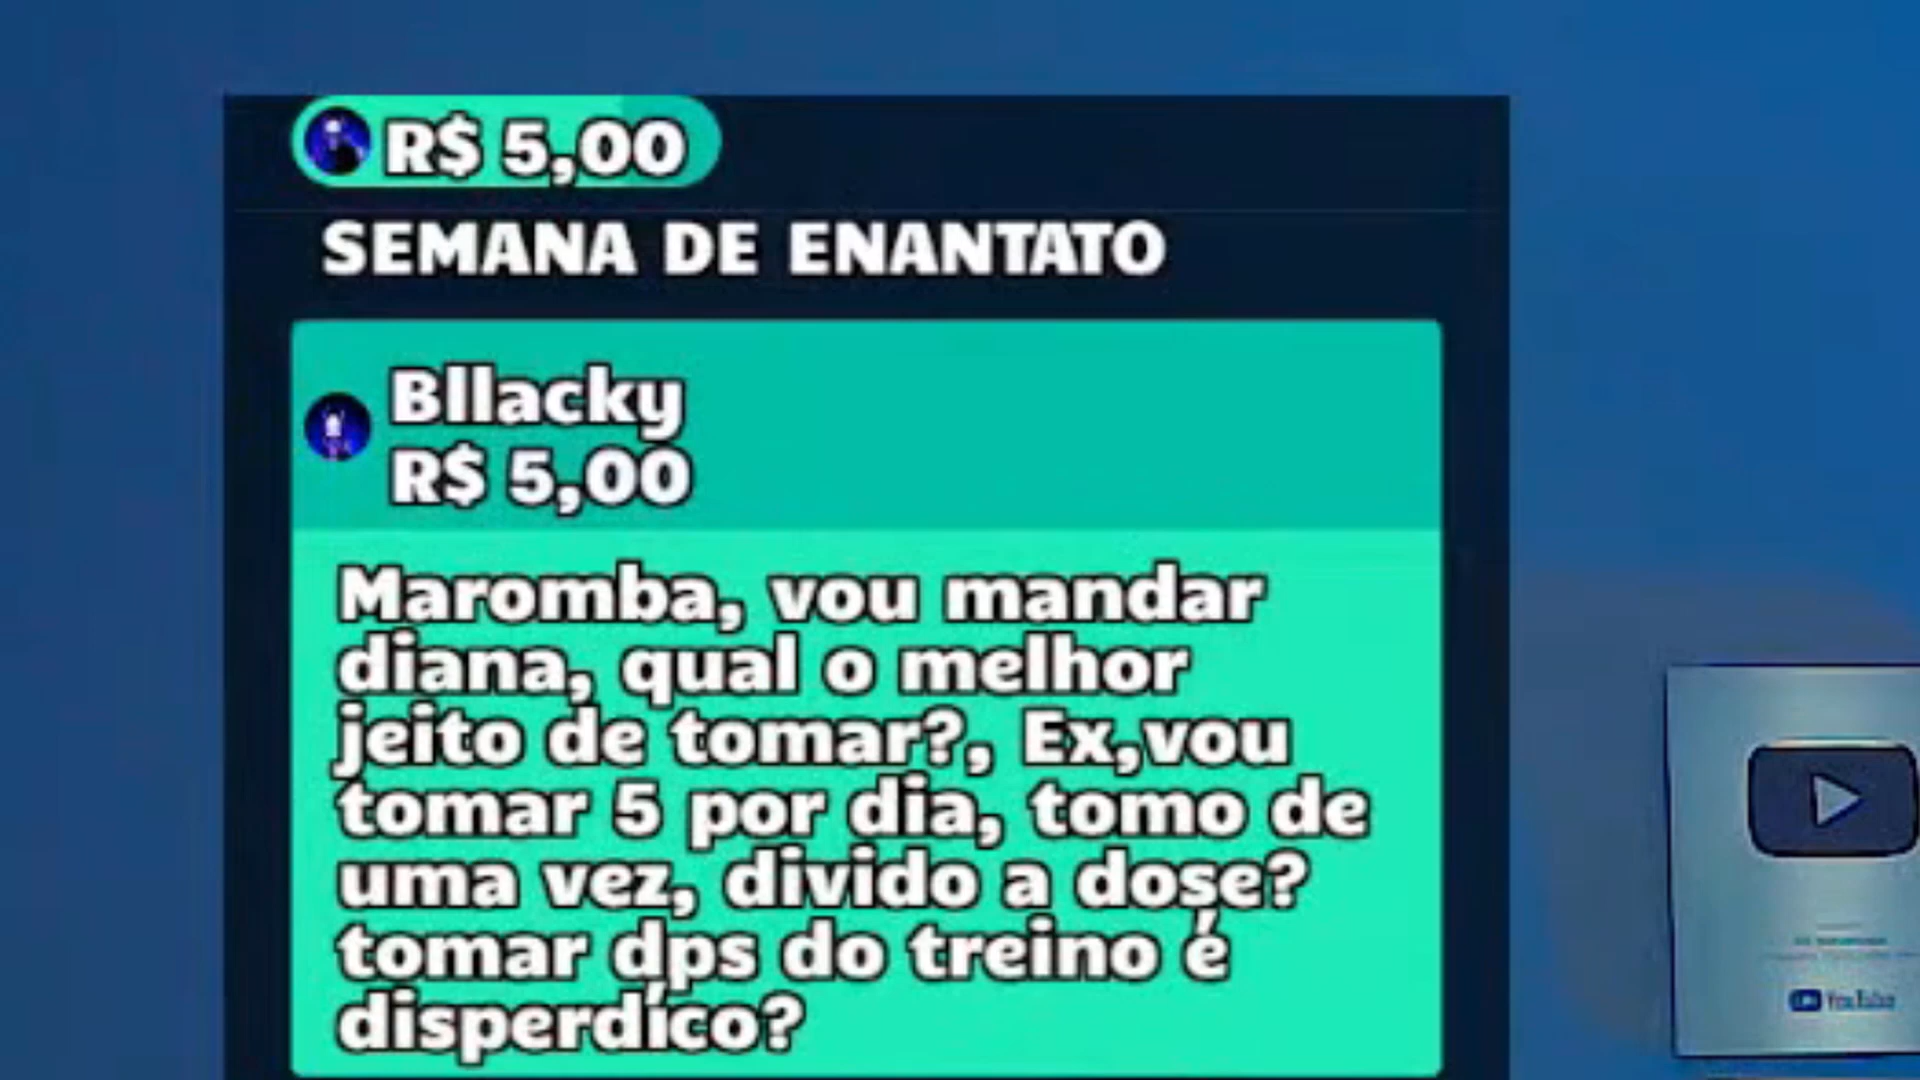 R$ 5,00
SEMANA DE ENANTATO
Bllacky
R$ 5,00
Maromba, vou mandar
diana, qual o melhor
jeito de tomar?, Ex,vou
tomar 5 por dia, tomo de
uma vez, divido a dose?
tomar dps do treino é
disperdíco?
YouTube